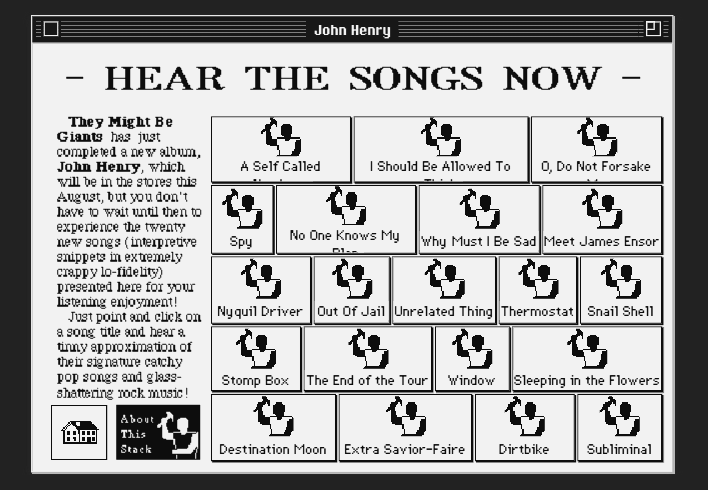 John Henry
- HEAR THE SONGS NOW -
They Might Be
Giants has just
completed a new album,
John Henry, which
will be in the stores this
August, but you don't
have to wait until then to
experience the twenty
new songs (interpretive
snippets in extremely
crappy lo-fidelity)
presented here for your
listening enjoyment!
Just point and click on
a song title and hear a
tinny approximation of
their signature catchy
pop songs and glass-
shattering rock music!
About
This
Stack
A Self Called
I Should Be Allowed To
O, Do Not Forsake
Spy
No One Knows My
Why Must I Be Sad
Meet James Ensor
Nyquil Driver
Out Of Jail
Unrelated Thing
Thermostat
Snail Shell
Stomp Box
The End of the Tour
Window
Sleeping in the Flowers
Destination Moon
Extra Savior-Faire
Dirtbike
Subliminal